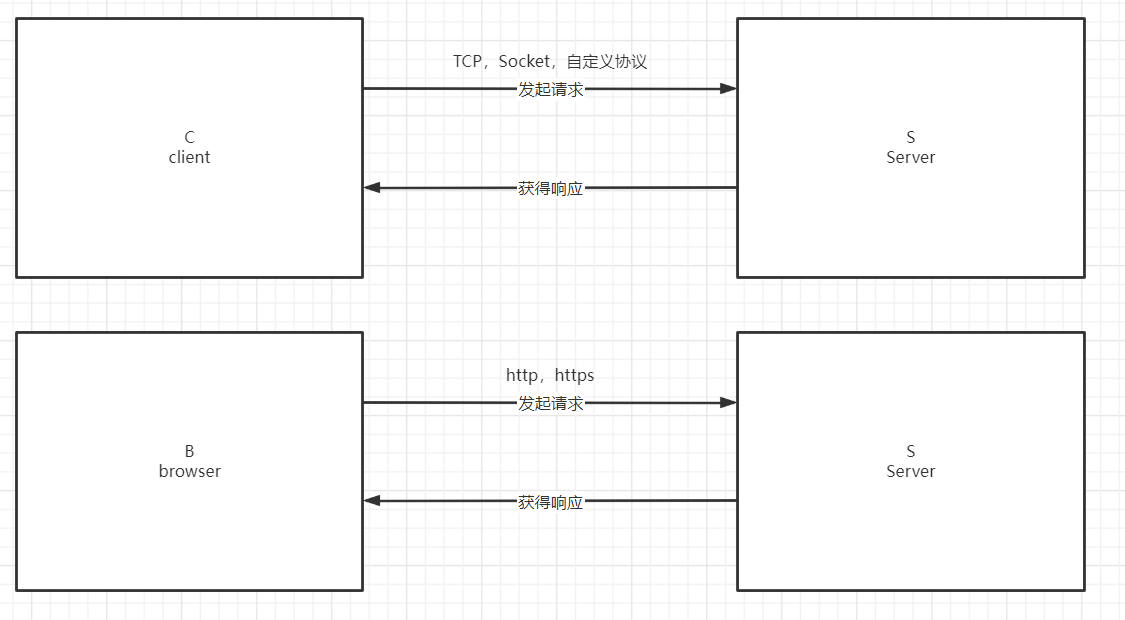 TCP，Socket，自定义协议
发起请求
C
client
S
Server
获得响应
http，https
发起请求
B
browser
S
Server
获得响应